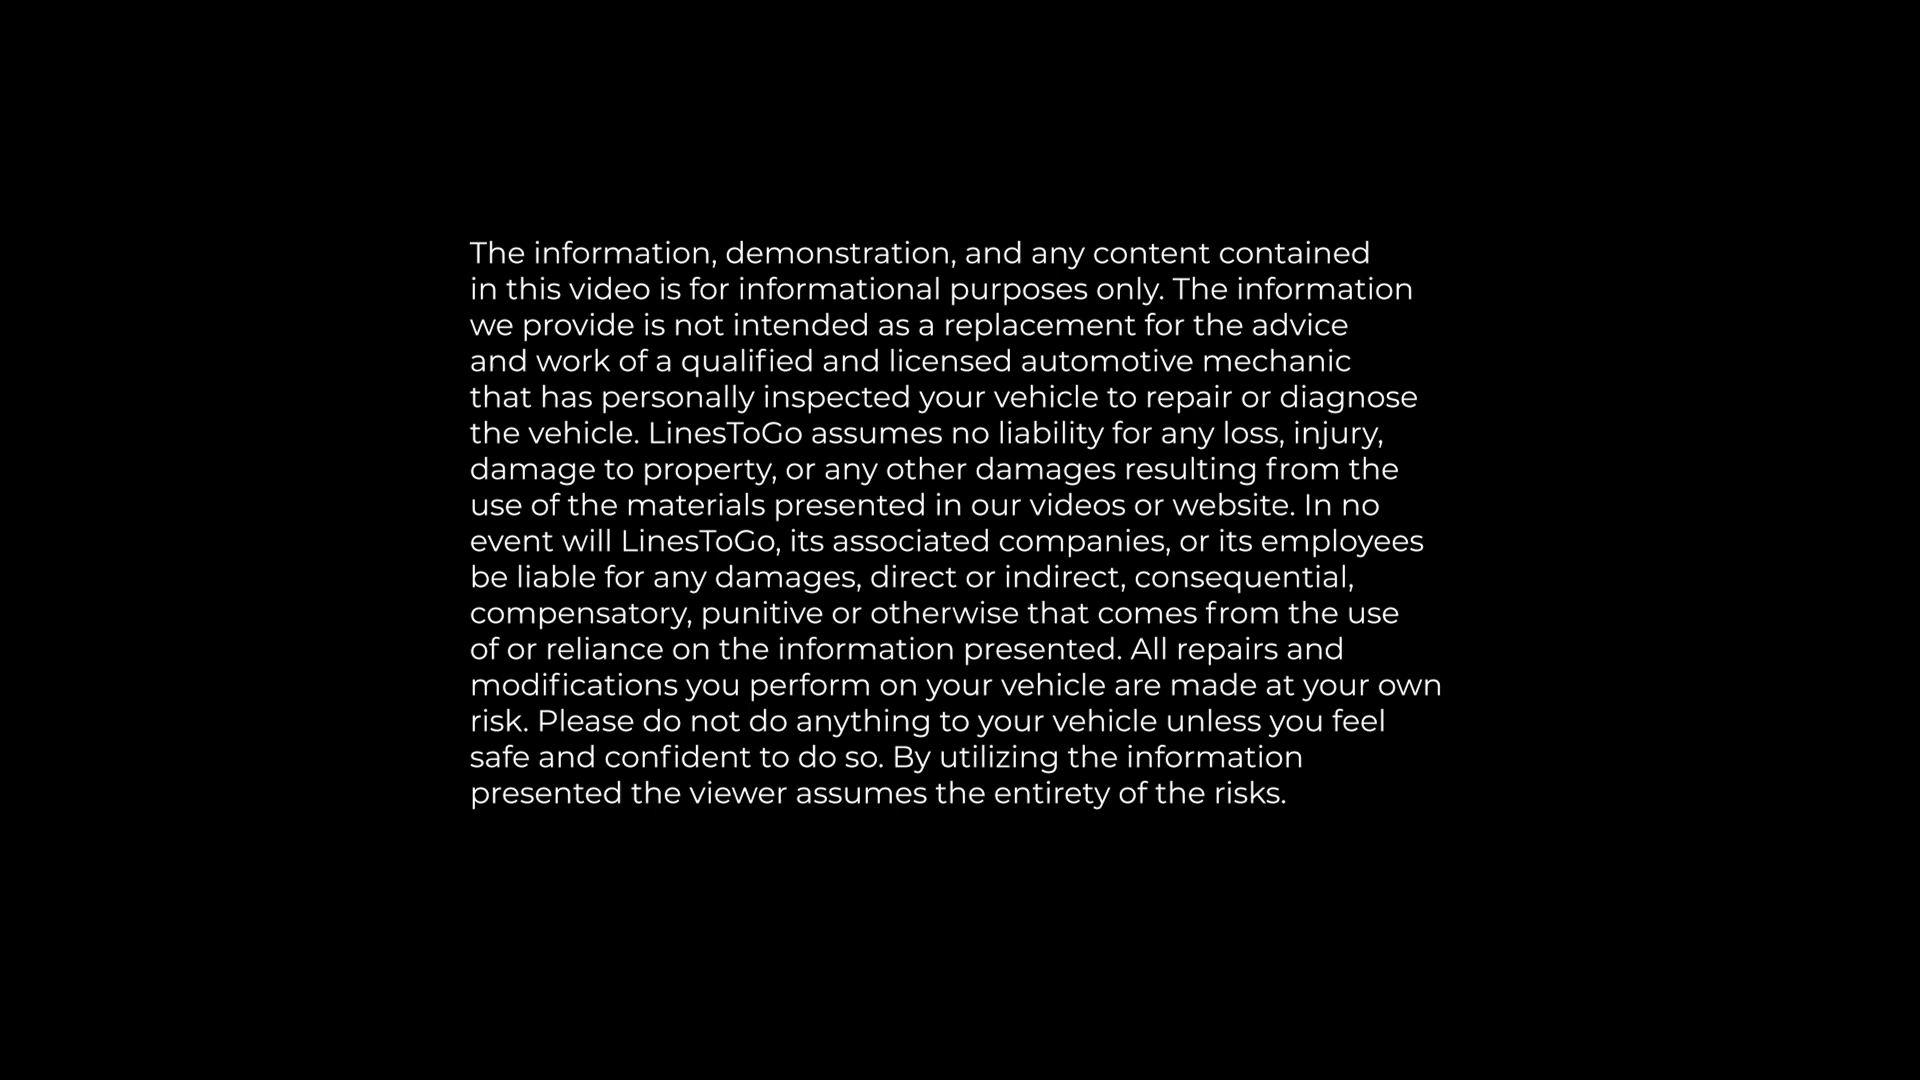 The information, demonstration, and any content contained
in this video is for informational purposes only. The information
we provide is not intended as a replacement for the advice
and work of a qualified and licensed automotive mechanic
that has personally inspected your vehicle to repair or diagnose
the vehicle. LinesToGo assumes no liability for any loss, injury,
damage to property, or any other damages resulting from the
use of the materials presented in our videos or website. In no
event will LinesToGo, its associated companies, or its employees
be liable for any damages, direct or indirect, consequential,
compensatory, punitive or otherwise that comes from the use
of or reliance on the information presented. All repairs and
modifications you perform on your vehicle are made at your own
risk. Please do not do anything to your vehicle unless you feel
safe and confident to do so. By utilizing the information
presented the viewer assumes the entirety of the risks.